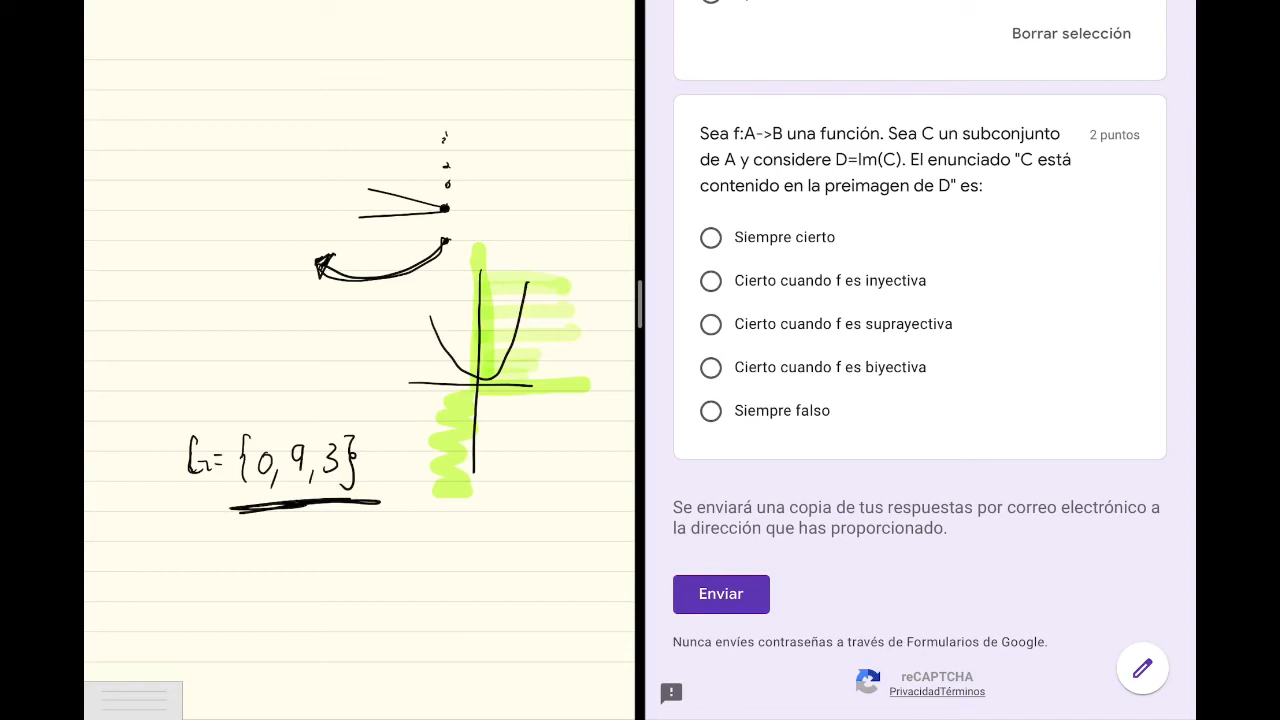 G= {0, 9, 3}
Borrar selección
Sea f:A->B una función. Sea C un subconjunto
de A y considere D=Im(C). El enunciado "C está
contenido en la preimagen de D" es:
2 puntos
Siempre cierto
Cierto cuando f es inyectiva
Cierto cuando f es suprayectiva
Cierto cuando f es biyectiva
Siempre falso
Se enviará una copia de tus respuestas por correo electrónico a
la dirección que has proporcionado.
Enviar
Nunca envíes contraseñas a través de Formularios de Google.
reCAPTCHA
PrivacidadTérminos